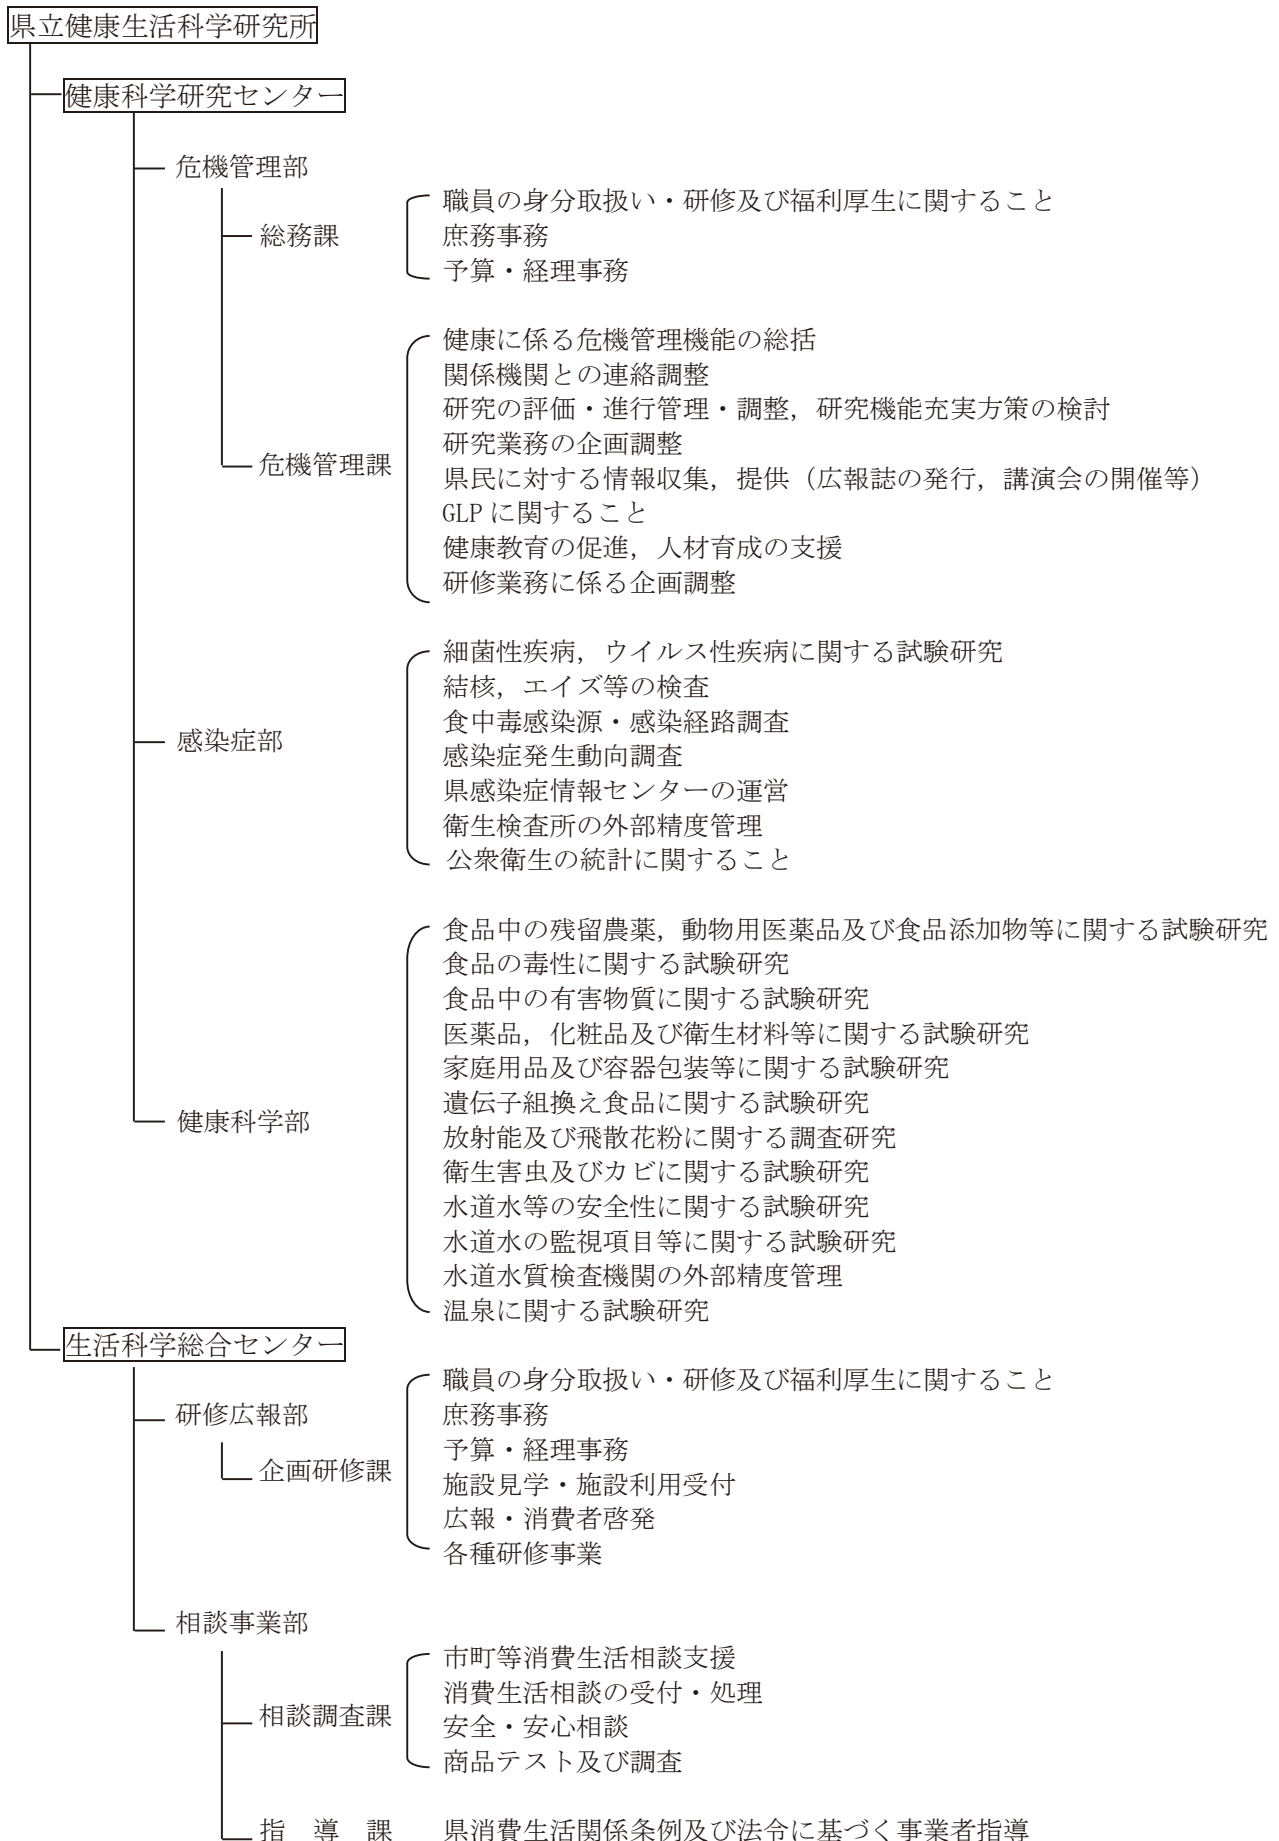 県立健康生活科学研究所
健康科学研究センター
危機管理部
総務課
職員の身分取扱い・研修及び福利厚生に関すること
庶務事務
予算・経理事務
危機管理課
健康に係る危機管理機能の総括
関係機関との連絡調整
研究の評価・進行管理・調整，研究機能充実方策の検討
研究業務の企画調整
県民に対する情報収集，提供（広報誌の発行，講演会の開催等）
GLPに関すること
健康教育の促進，人材育成の支援
研修業務に係る企画調整
感染症部
細菌性疾病，ウイルス性疾病に関する試験研究
結核，エイズ等の検査
食中毒感染源・感染経路調査
感染症発生動向調査
県感染症情報センターの運営
衛生検査所の外部精度管理
公衆衛生の統計に関すること
健康科学部
食品中の残留農薬，動物用医薬品及び食品添加物等に関する試験研究
食品の毒性に関する試験研究
食品中の有害物質に関する試験研究
医薬品，化粧品及び衛生材料等に関する試験研究
家庭用品及び容器包装等に関する試験研究
遺伝子組換え食品に関する試験研究
放射能及び飛散花粉に関する調査研究
衛生害虫及びカビに関する試験研究
水道水等の安全性に関する試験研究
水道水の監視項目等に関する試験研究
水道水質検査機関の外部精度管理
温泉に関する試験研究
生活科学総合センター
研修広報部
企画研修課
職員の身分取扱い・研修及び福利厚生に関すること
庶務事務
予算・経理事務
施設見学・施設利用受付
広報・消費者啓発
各種研修事業
相談事業部
相談調査課
市町等消費生活相談支援
消費生活相談の受付・処理
安全・安心相談
商品テスト及び調査
指　導　課　県消費生活関係条例及び法令に基づく事業者指導